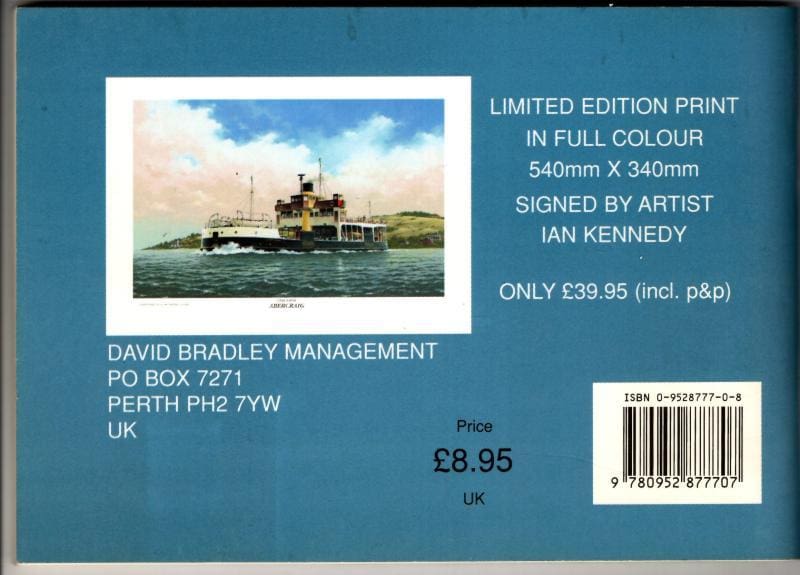 LIMITED EDITION PRINT
IN FULL COLOUR
540mm X 340mm
SIGNED BY ARTIST
IAN KENNEDY
ONLY £39.95 (incl. p&p)
ABERCRAIG
DAVID BRADLEY MANAGEMENT
PO BOX 7271
PERTH PH2 7YW
UK
Price
£8.95
UK
ISBN 0-9528777-0-8
9 780952 877707